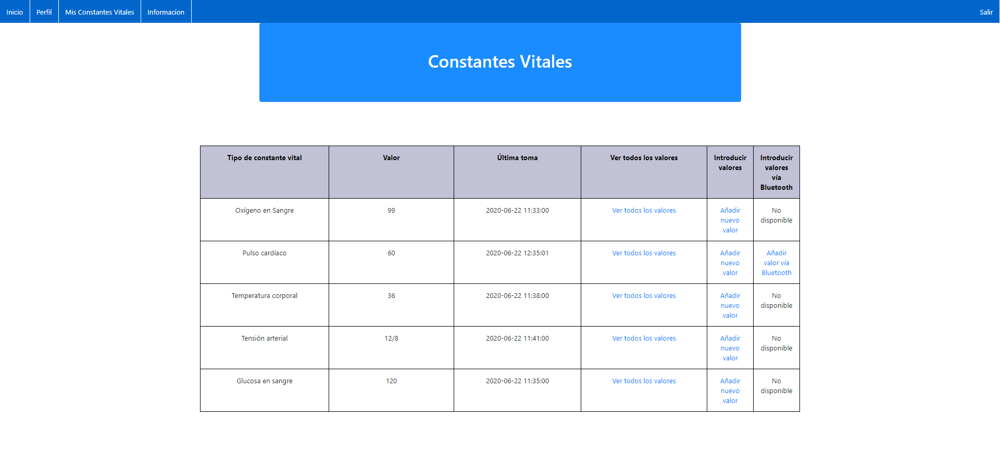 Inicio Perfil Mis Constantes Vitales Informacion Salir
Constantes Vitales
Tipo de constante vital Valor Última toma Ver todos los valores Introducir Introducir
valores valores
vía
Bluetooth
Oxígeno en Sangre 99 2020-06-22 11:33:00 Ver todos los valores Añadir No
nuevo disponible
valor
Pulso cardíaco 60 2020-06-22 12:35:01 Ver todos los valores Añadir Añadir
nuevo valor vía
valor Bluetooth
Temperatura corporal 36 2020-06-22 11:38:00 Ver todos los valores Añadir No
nuevo disponible
valor
Tensión arterial 12/8 2020-06-22 11:41:00 Ver todos los valores Añadir No
nuevo disponible
valor
Glucosa en sangre 120 2020-06-22 11:35:00 Ver todos los valores Añadir No
nuevo disponible
valor